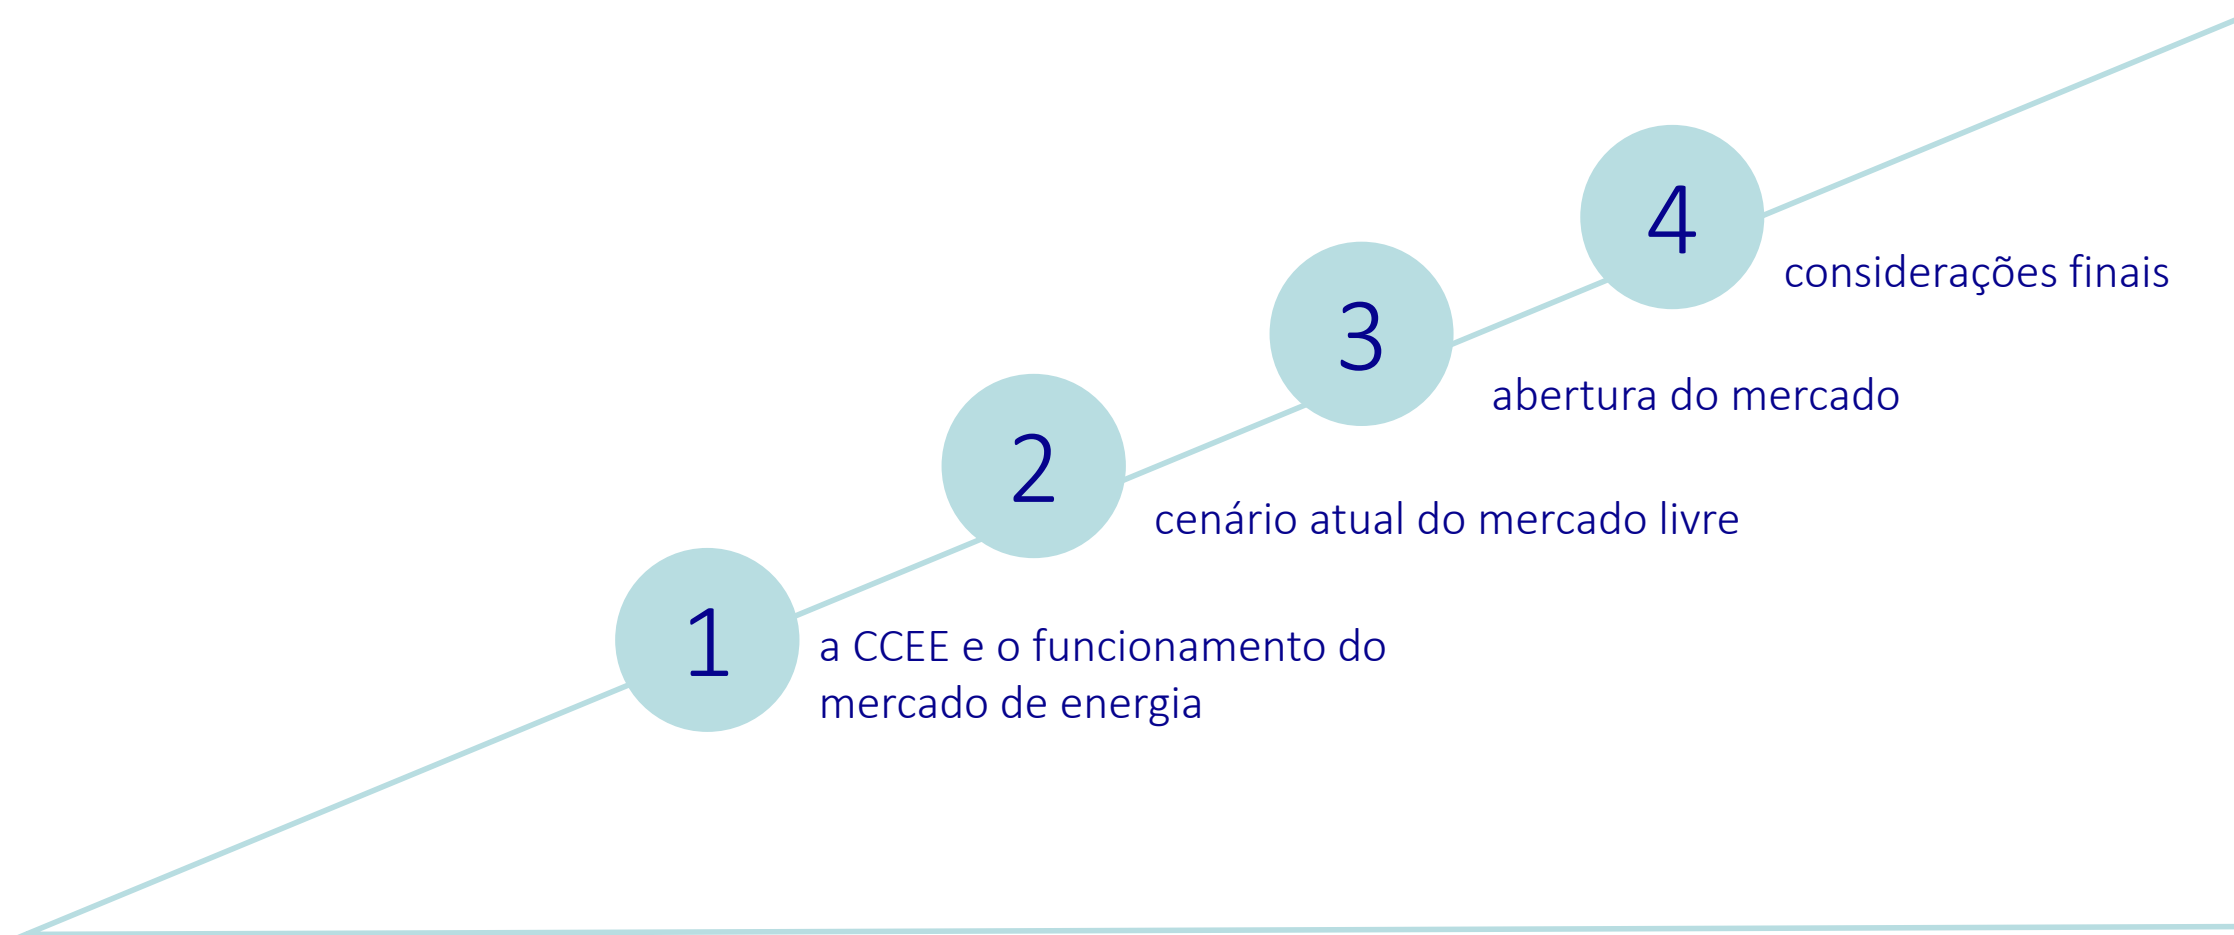 1
a CCEE e o funcionamento do
mercado de energia
2
cenário atual do mercado livre
3
abertura do mercado
4
considerações finais